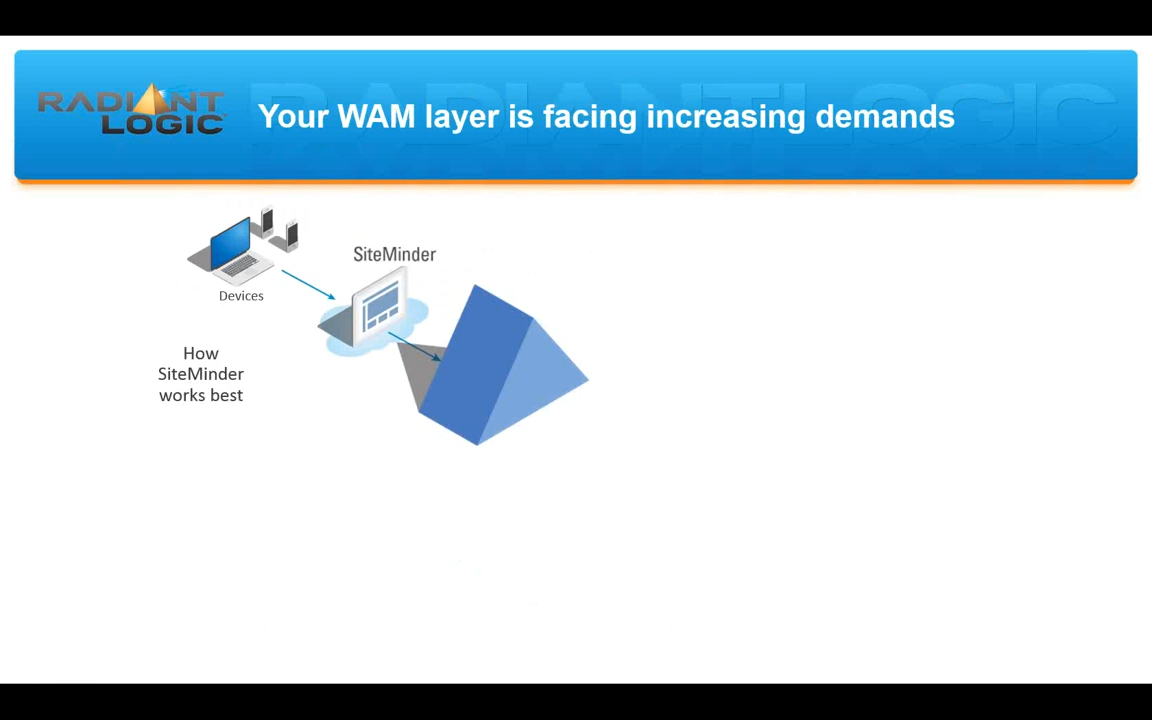 RADIANT
LOGIC
Your WAM layer is facing increasing demands
SiteMinder
Devices
How
SiteMinder
works best